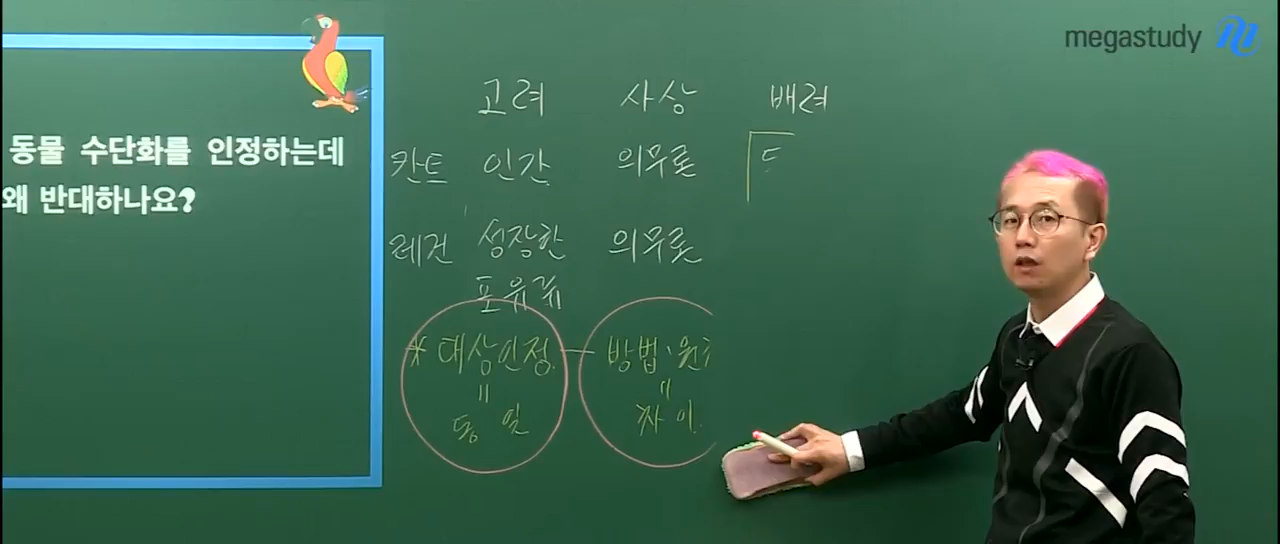 megastudy
동물 수단화를 인정하는데
왜 반대하나요?
고려 사상 배려
칸트 인간 의무론
레건 성장한 의무론
포유류
* 대상인정 방법·원
= =
동일 차이